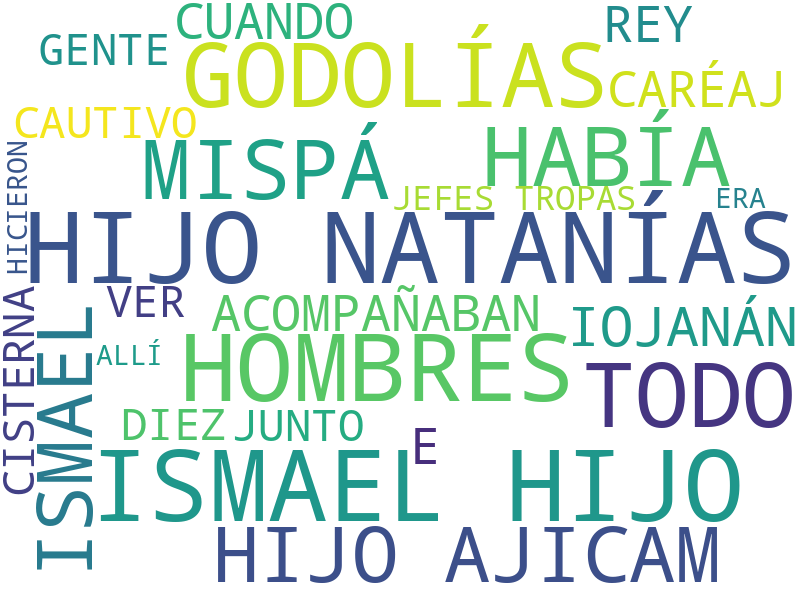 CUANDO
REY
GENTE
GODOLÍAS
CARÉAJ
CAUTIVO
HABÍA
MISPÁ
JEFES TROPAS
ERA
HICIERON
HIJO NATANÍAS
VER
ACOMPAÑABAN
IOJANÁN
CISTERNA
ISMAEL
ALLÍ
HOMBRES
TODO
DIEZ
JUNTO
E
ISMAEL HIJO
HIJO AJICAM